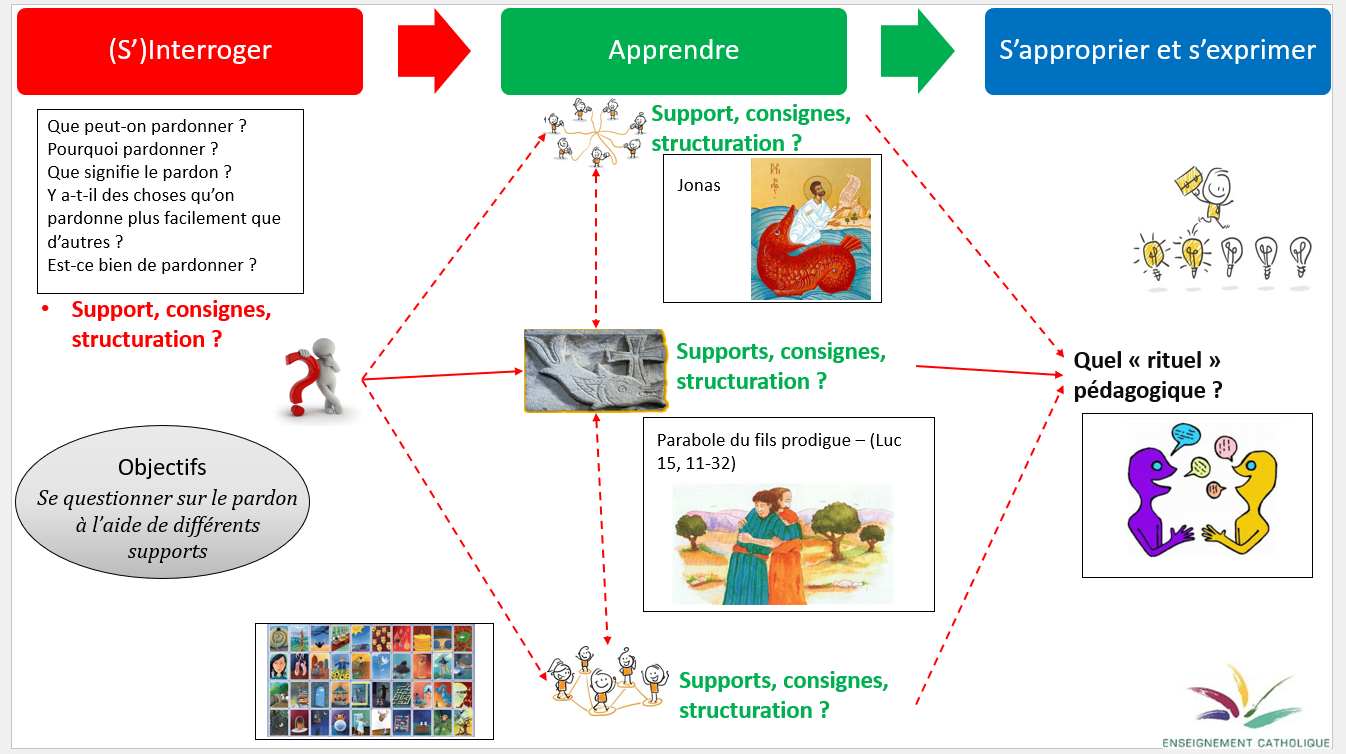 (S’)Interroger
Apprendre
S’approprier et s’exprimer
Que peut-on pardonner ?
Pourquoi pardonner ?
Que signifie le pardon ?
Y a-t-il des choses qu’on
pardonne plus facilement que
d’autres ?
Est-ce bien de pardonner ?
• Support, consignes,
structuration ?
Objectifs
Se questionner sur le pardon
à l’aide de différents
supports
Support, consignes,
structuration ?
Jonas
Supports, consignes,
structuration ?
Parabole du fils prodigue – (Luc
15, 11-32)
Supports, consignes,
structuration ?
Quel « rituel »
pédagogique ?
ENSEIGNEMENT CATHOLIQUE